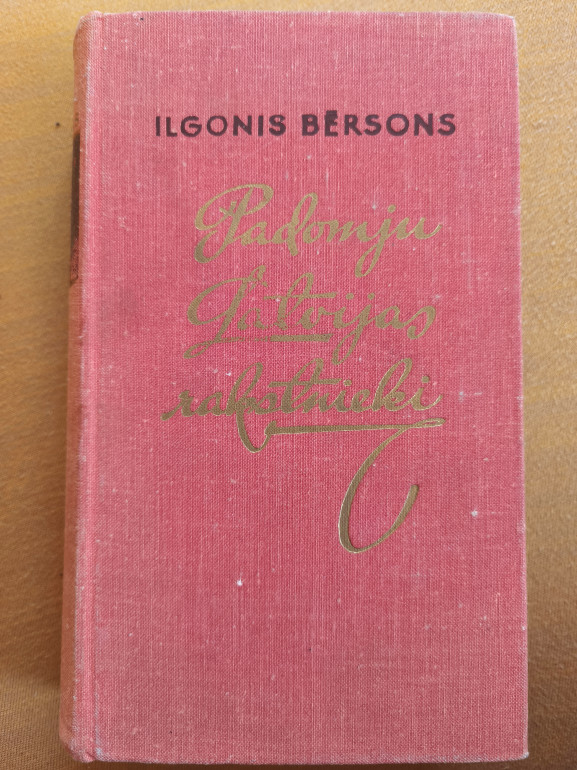 ILGONIS BĒRSONS
Padomju
Latvijas
rakstnieki